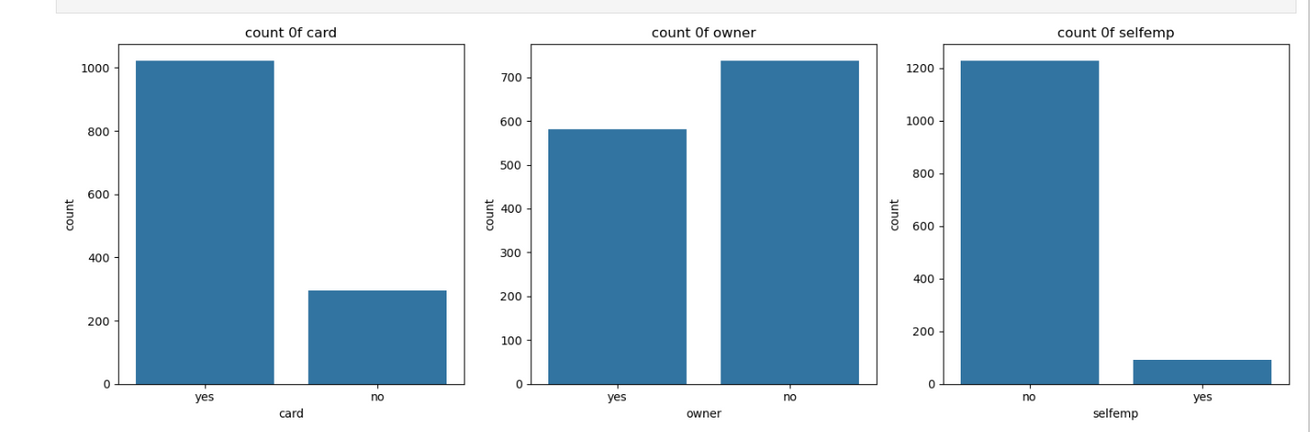 count 0f card
1000
800
600
400
200
0
count
yes
no
card
count 0f owner
700
600
500
400
300
200
100
0
count
yes
no
owner
count 0f selfemp
1200
1000
800
600
400
200
0
count
no
yes
selfemp